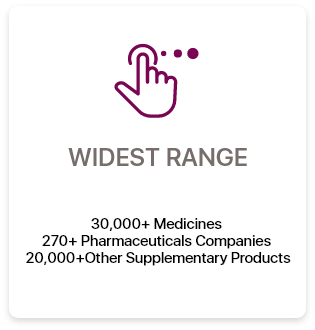 WIDEST RANGE
30,000+ Medicines
270+ Pharmaceuticals Companies
20,000+Other Supplementary Products